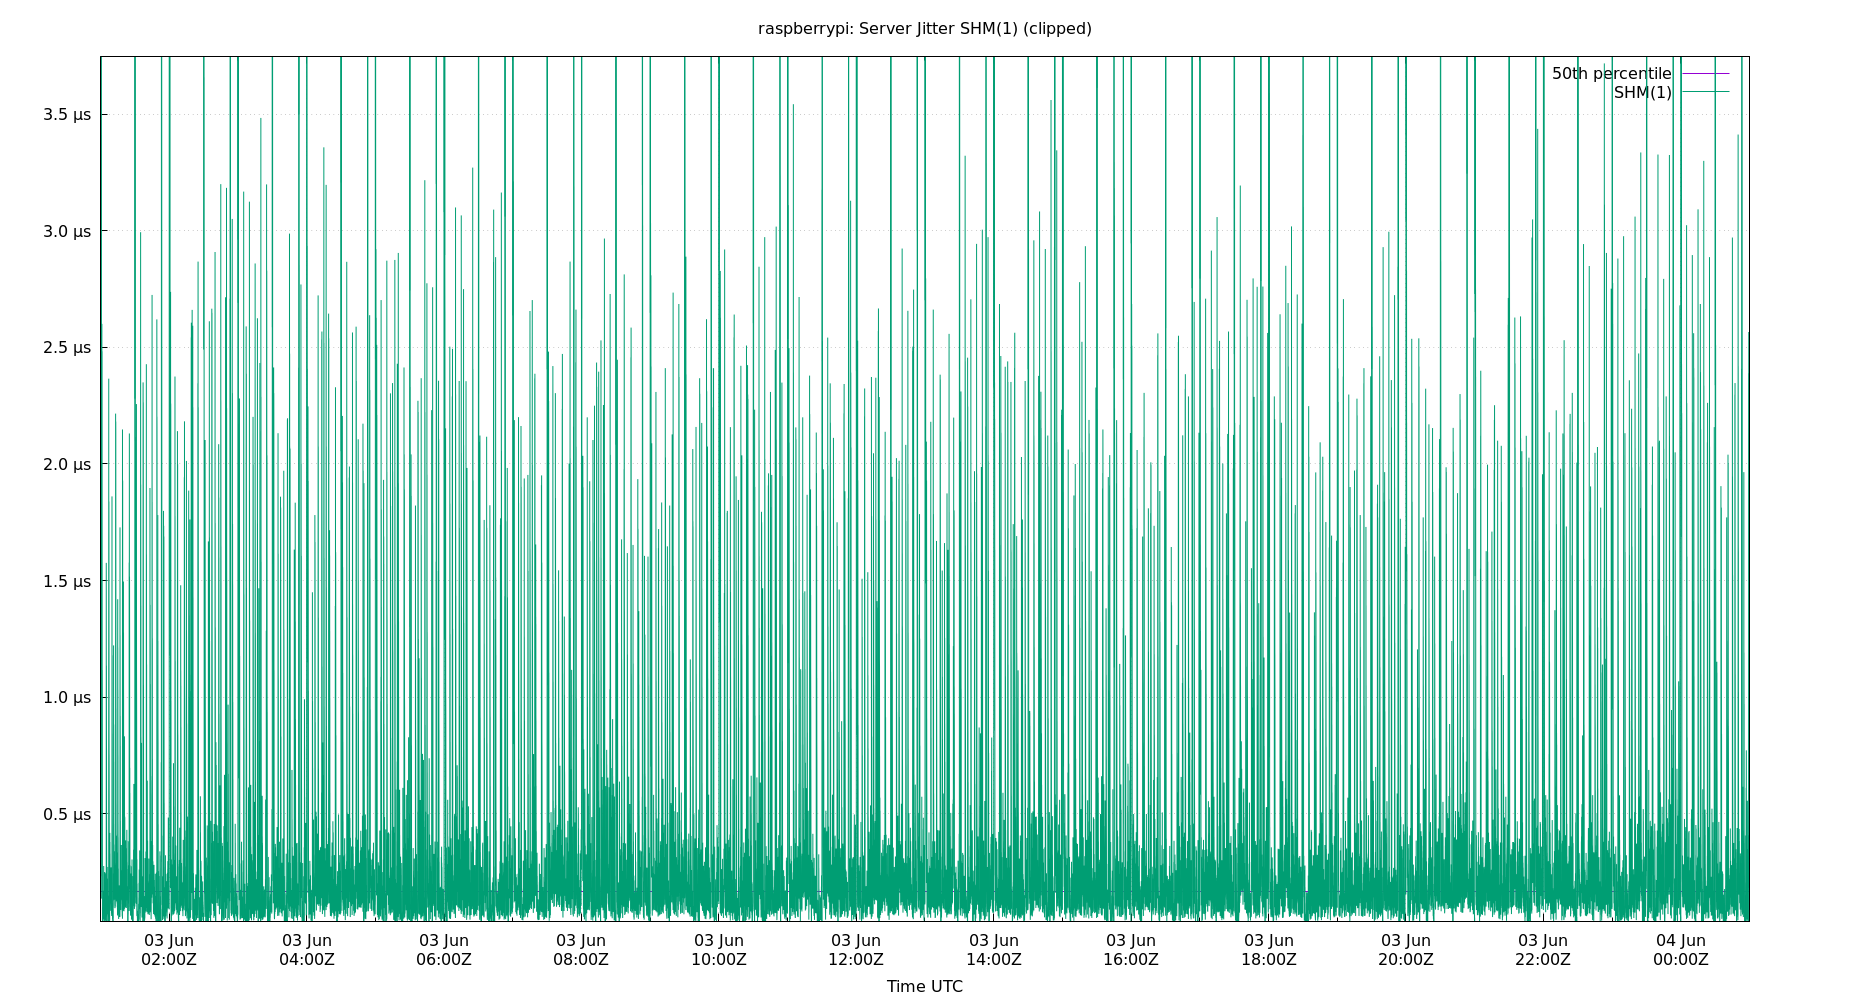 raspberrypi: Server Jitter SHM(1) (clipped)
50th percentile
SHM(1)
3.5 µs
3.0 µs
2.5 µs
2.0 µs
1.5 µs
1.0 µs
0.5 µs
03 Jun 03 Jun 03 Jun 03 Jun 03 Jun 03 Jun 03 Jun 03 Jun 03 Jun 03 Jun 03 Jun 04 Jun
02:00Z 04:00Z 06:00Z 08:00Z 10:00Z 12:00Z 14:00Z 16:00Z 18:00Z 20:00Z 22:00Z 00:00Z
Time UTC